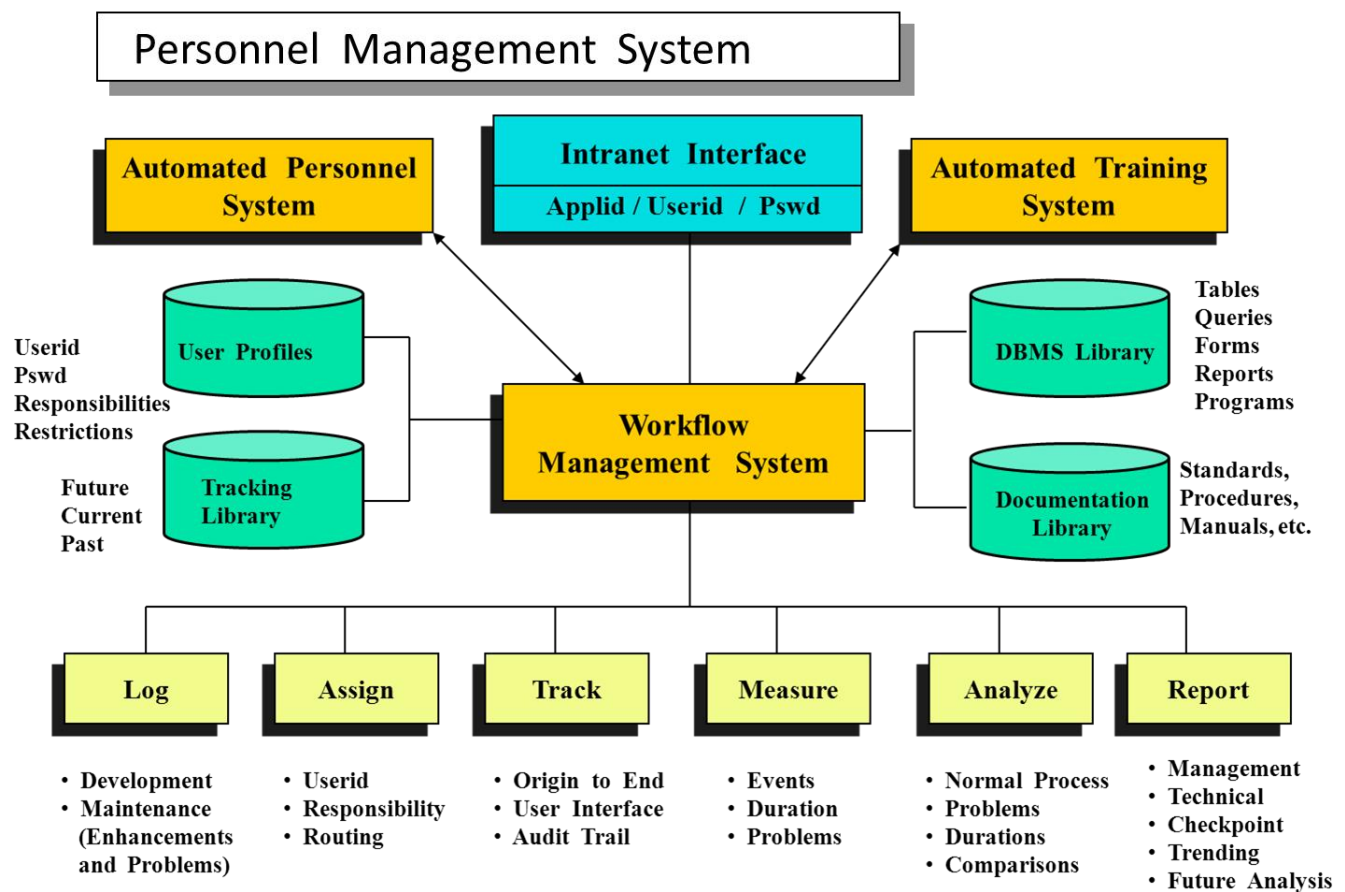 Personnel Management System
Automated Personnel
System
Intranet Interface
Applid / Userid / Pswd
Automated Training
System
Userid
Pswd
Responsibilities
Restrictions
User Profiles
Future
Current
Past
Tracking
Library
Workflow
Management System
DBMS Library
Tables
Queries
Forms
Reports
Programs
Documentation
Library
Standards,
Procedures,
Manuals, etc.
Log
• Development
• Maintenance
(Enhancements
and Problems)
Assign
• Userid
• Responsibility
• Routing
Track
• Origin to End
• User Interface
• Audit Trail
Measure
• Events
• Duration
• Problems
Analyze
• Normal Process
• Problems
• Durations
• Comparisons
Report
• Management
• Technical
• Checkpoint
• Trending
• Future Analysis